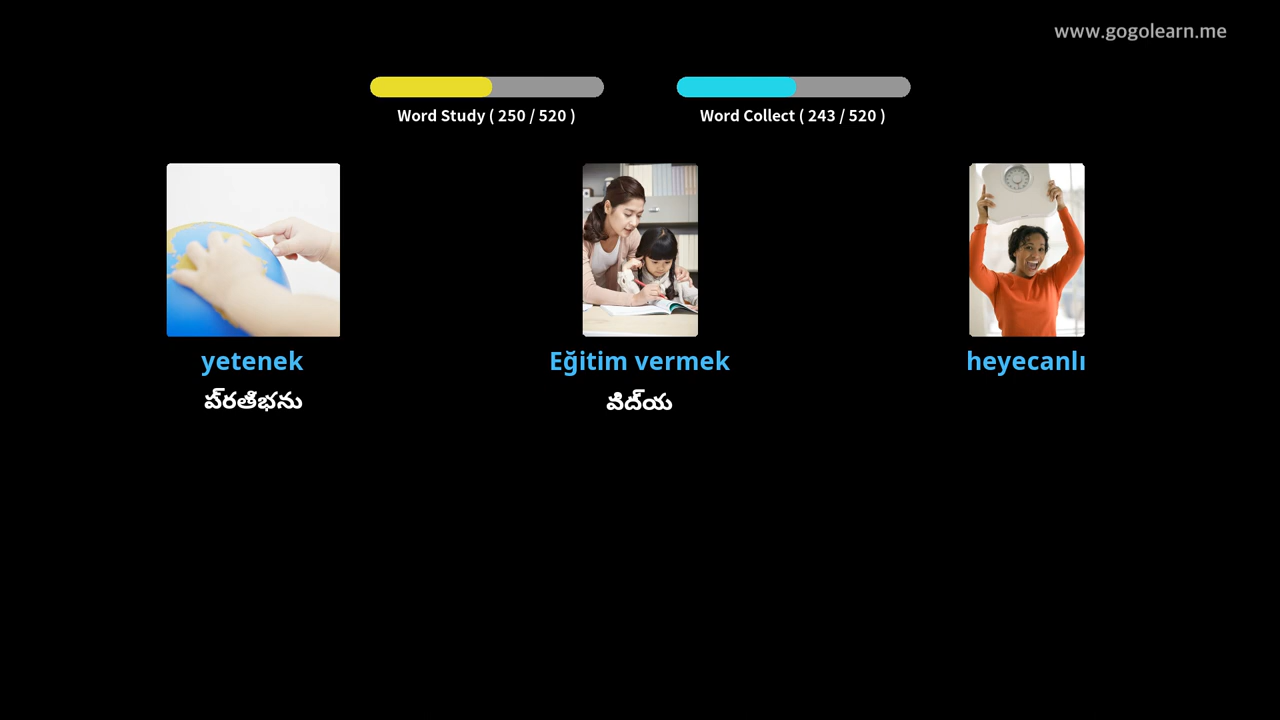 www.gogolearn.me
Word Study ( 250 / 520 )
Word Collect ( 243 / 520 )
yetenek
Eğitim vermek
heyecanlı
ప్రతిభను
విద్య